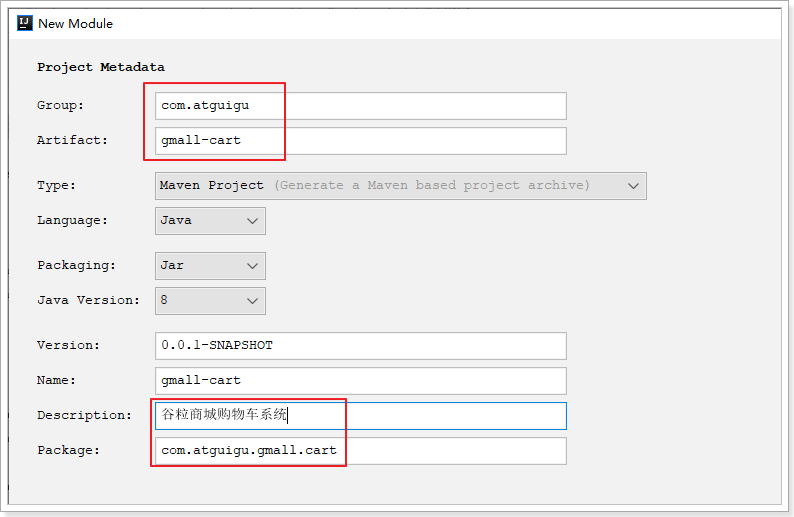 New Module
Project Metadata
Group: com.atguigu
Artifact: gmall-cart
Type: Maven Project (Generate a Maven based project archive)
Language: Java
Packaging: Jar
Java Version: 8
Version: 0.0.1-SNAPSHOT
Name: gmall-cart
Description: 谷粒商城购物车系统
Package: com.atguigu.gmall.cart